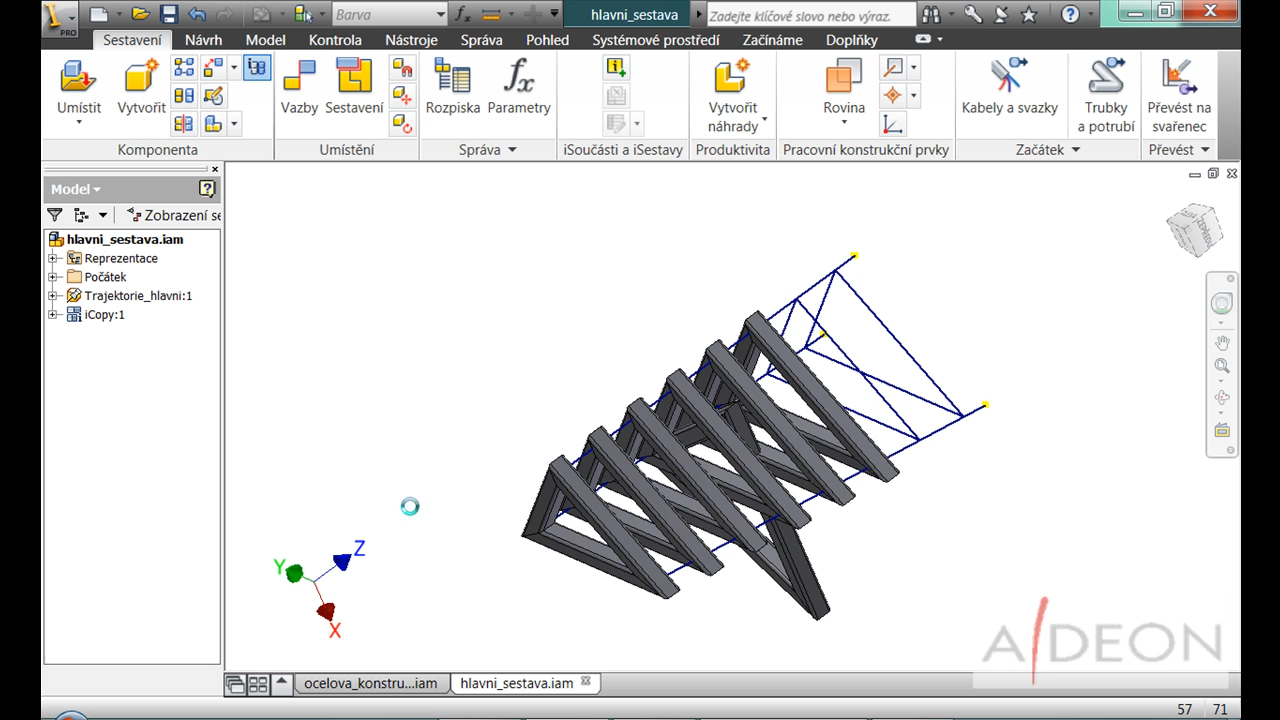 PRO
Barva
hlavni_sestava
Zadejte klíčové slovo nebo výraz.
Sestavení Návrh Model Kontrola Nástroje Správa Pohled Systémové prostředí Začínáme Doplňky
Umístit Vytvořit Vazby Sestavení Rozpiska Parametry Vytvořit náhrady Rovina Kabely a svazky Trubky a potrubí Převést na svařenec
Komponenta Umístění Správa iSoučásti a iSestavy Produktivita Pracovní konstrukční prvky Začátek Převést
Model
Zobrazení se
hlavni_sestava.iam
Reprezentace
Počátek
Trajektorie_hlavni:1
iCopy:1
Z
Y
X
A/DEON
ocelova_konstru...iam hlavni_sestava.iam
57 71